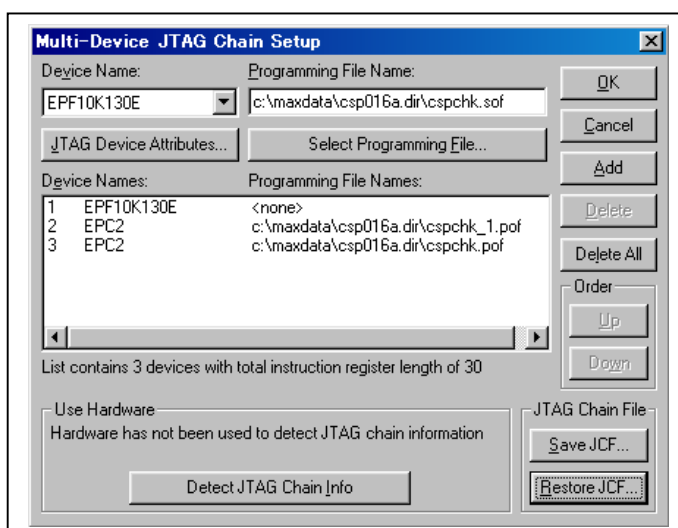 Multi-Device JTAG Chain Setup
Device Name:
Programming File Name:
EPF10K130E
c:\maxdata\csp016a.dir\cspchk.sof
OK
Cancel
JTAG Device Attributes...
Select Programming File...
Add
Device Names:
Programming File Names:
1 EPF10K130E <none>
2 EPC2 c:\maxdata\csp016a.dir\cspchk_1.pof
3 EPC2 c:\maxdata\csp016a.dir\cspchk.pof
Delete
Delete All
Order
Up
Down
List contains 3 devices with total instruction register length of 30
Use Hardware
Hardware has not been used to detect JTAG chain information
Detect JTAG Chain Info
JTAG Chain File
Save JCF...
Restore JCF...